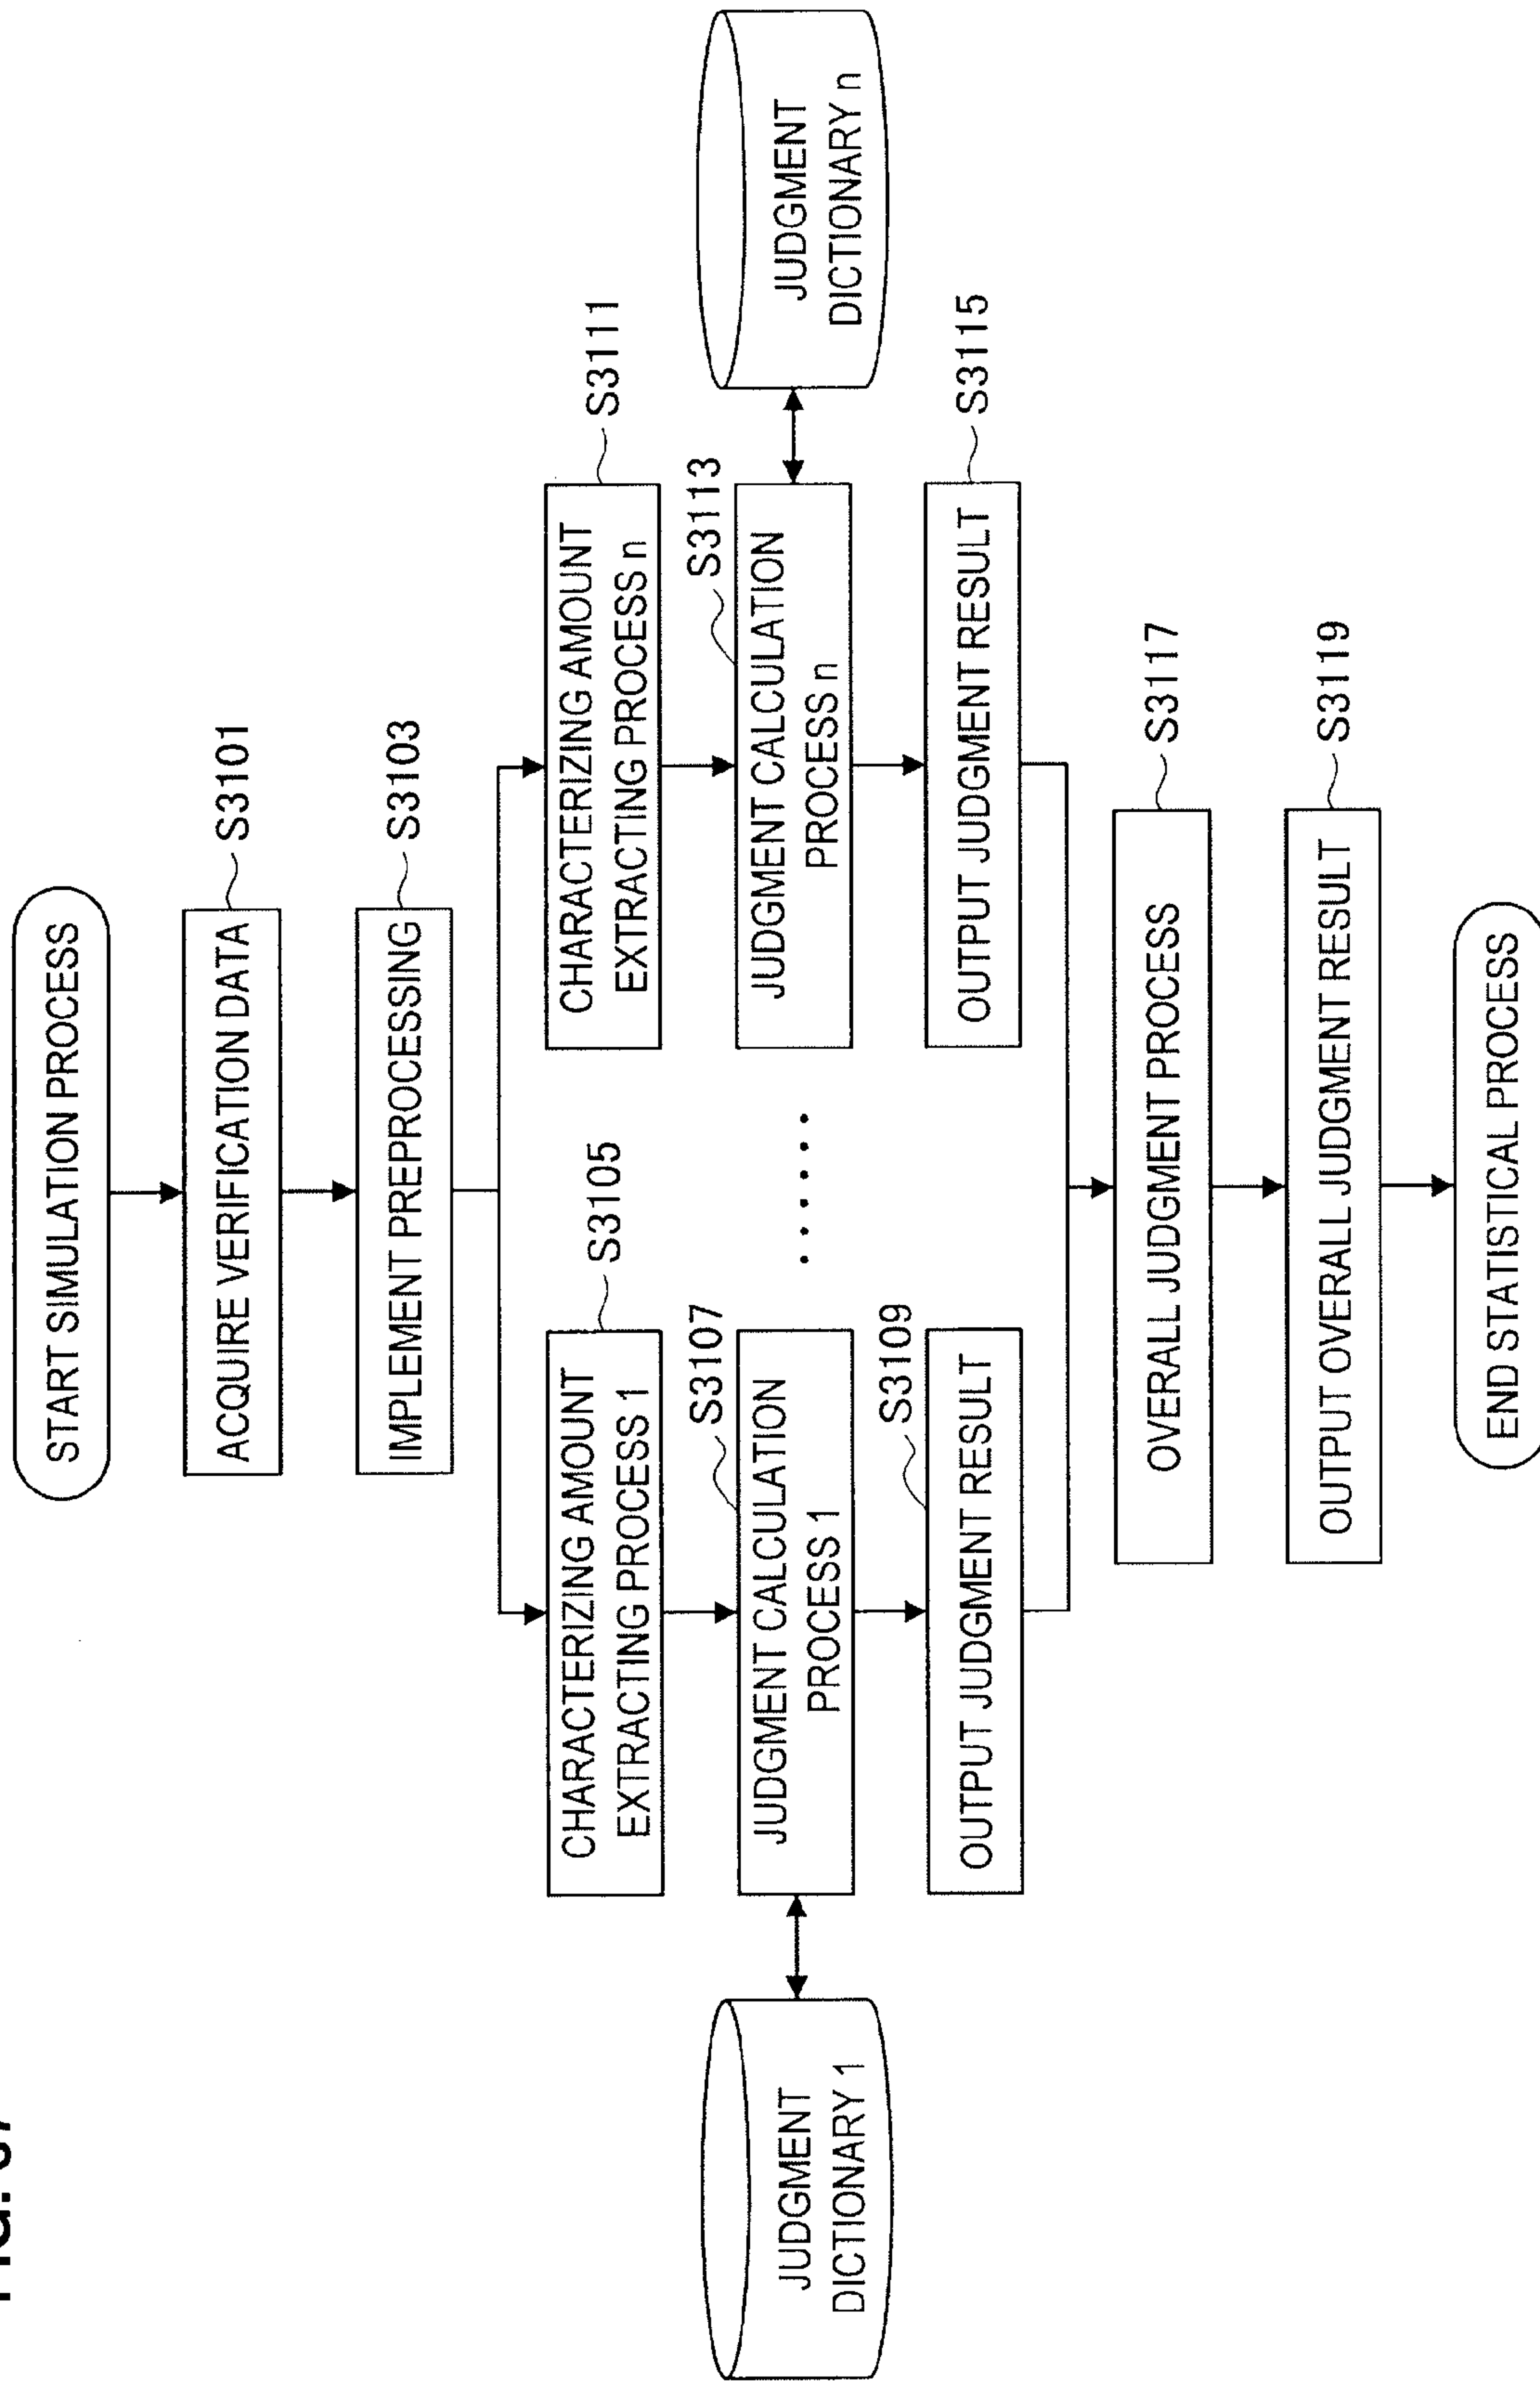 START SIMULATION PROCESS
ACQUIRE VERIFICATION DATA
S3101
IMPLEMENT PREPROCESSING
S3103
CHARACTERIZING AMOUNT
EXTRACTING PROCESS 1
S3105
CHARACTERIZING AMOUNT
EXTRACTING PROCESS n
S3111
JUDGMENT
DICTIONARY 1
JUDGMENT CALCULATION
PROCESS 1
S3107
......
JUDGMENT CALCULATION
PROCESS n
S3113
JUDGMENT
DICTIONARY n
OUTPUT JUDGMENT RESULT
S3109
OUTPUT JUDGMENT RESULT
S3115
OVERALL JUDGMENT PROCESS
S3117
OUTPUT OVERALL JUDGMENT RESULT
S3119
END STATISTICAL PROCESS